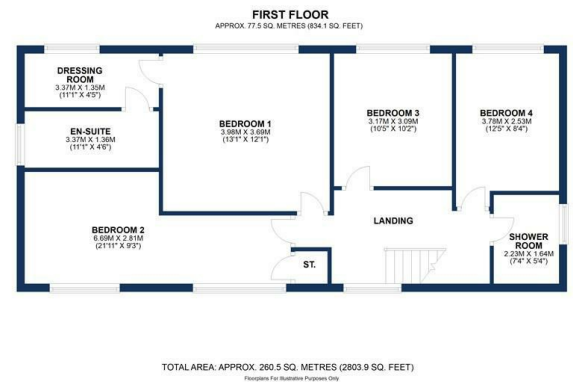 FIRST FLOOR
APPROX. 77.5 SQ. METRES (834.1 SQ. FEET)
DRESSING
ROOM
3.37M X 1.35M
(11'1" X 4'5")
EN-SUITE
3.37M X 1.36M
(11'1" X 4'6")
BEDROOM 1
3.98M X 3.69M
(13'1" X 12'1")
BEDROOM 3
3.17M X 3.09M
(10'5" X 10'2")
BEDROOM 4
3.78M X 2.53M
(12'5" X 8'4")
BEDROOM 2
6.69M X 2.81M
(21'11" X 9'3")
LANDING
ST.
SHOWER
ROOM
2.23M X 1.64M
(7'4" X 5'4")
TOTAL AREA: APPROX. 260.5 SQ. METRES (2803.9 SQ. FEET)
Floorplans For Illustrative Purposes Only